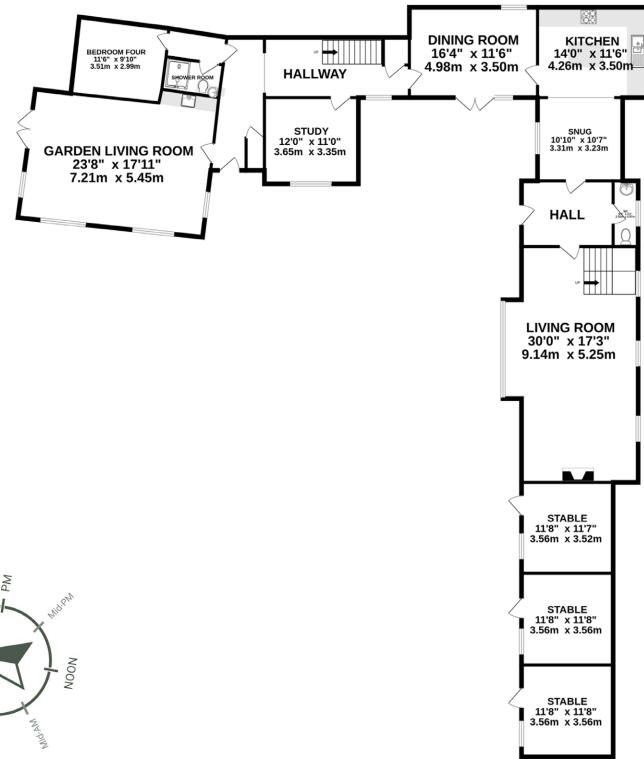 DINING ROOM
16'4" x 11'6"
4.98m x 3.50m
KITCHEN
14'0" x 11'6"
4.26m x 3.50m
BEDROOM FOUR
11'6" x 9'10"
3.51m x 2.99m
SHOWER ROOM
UP
HALLWAY
STUDY
12'0" x 11'0"
3.65m x 3.35m
SNUG
10'10" x 10'7"
3.31m x 3.23m
GARDEN LIVING ROOM
23'8" x 17'11"
7.21m x 5.45m
HALL
UP
LIVING ROOM
30'0" x 17'3"
9.14m x 5.25m
STABLE
11'8" x 11'7"
3.56m x 3.52m
STABLE
11'8" x 11'8"
3.56m x 3.56m
STABLE
11'8" x 11'8"
3.56m x 3.56m
PM
Mid-PM
NOON
Mid-AM